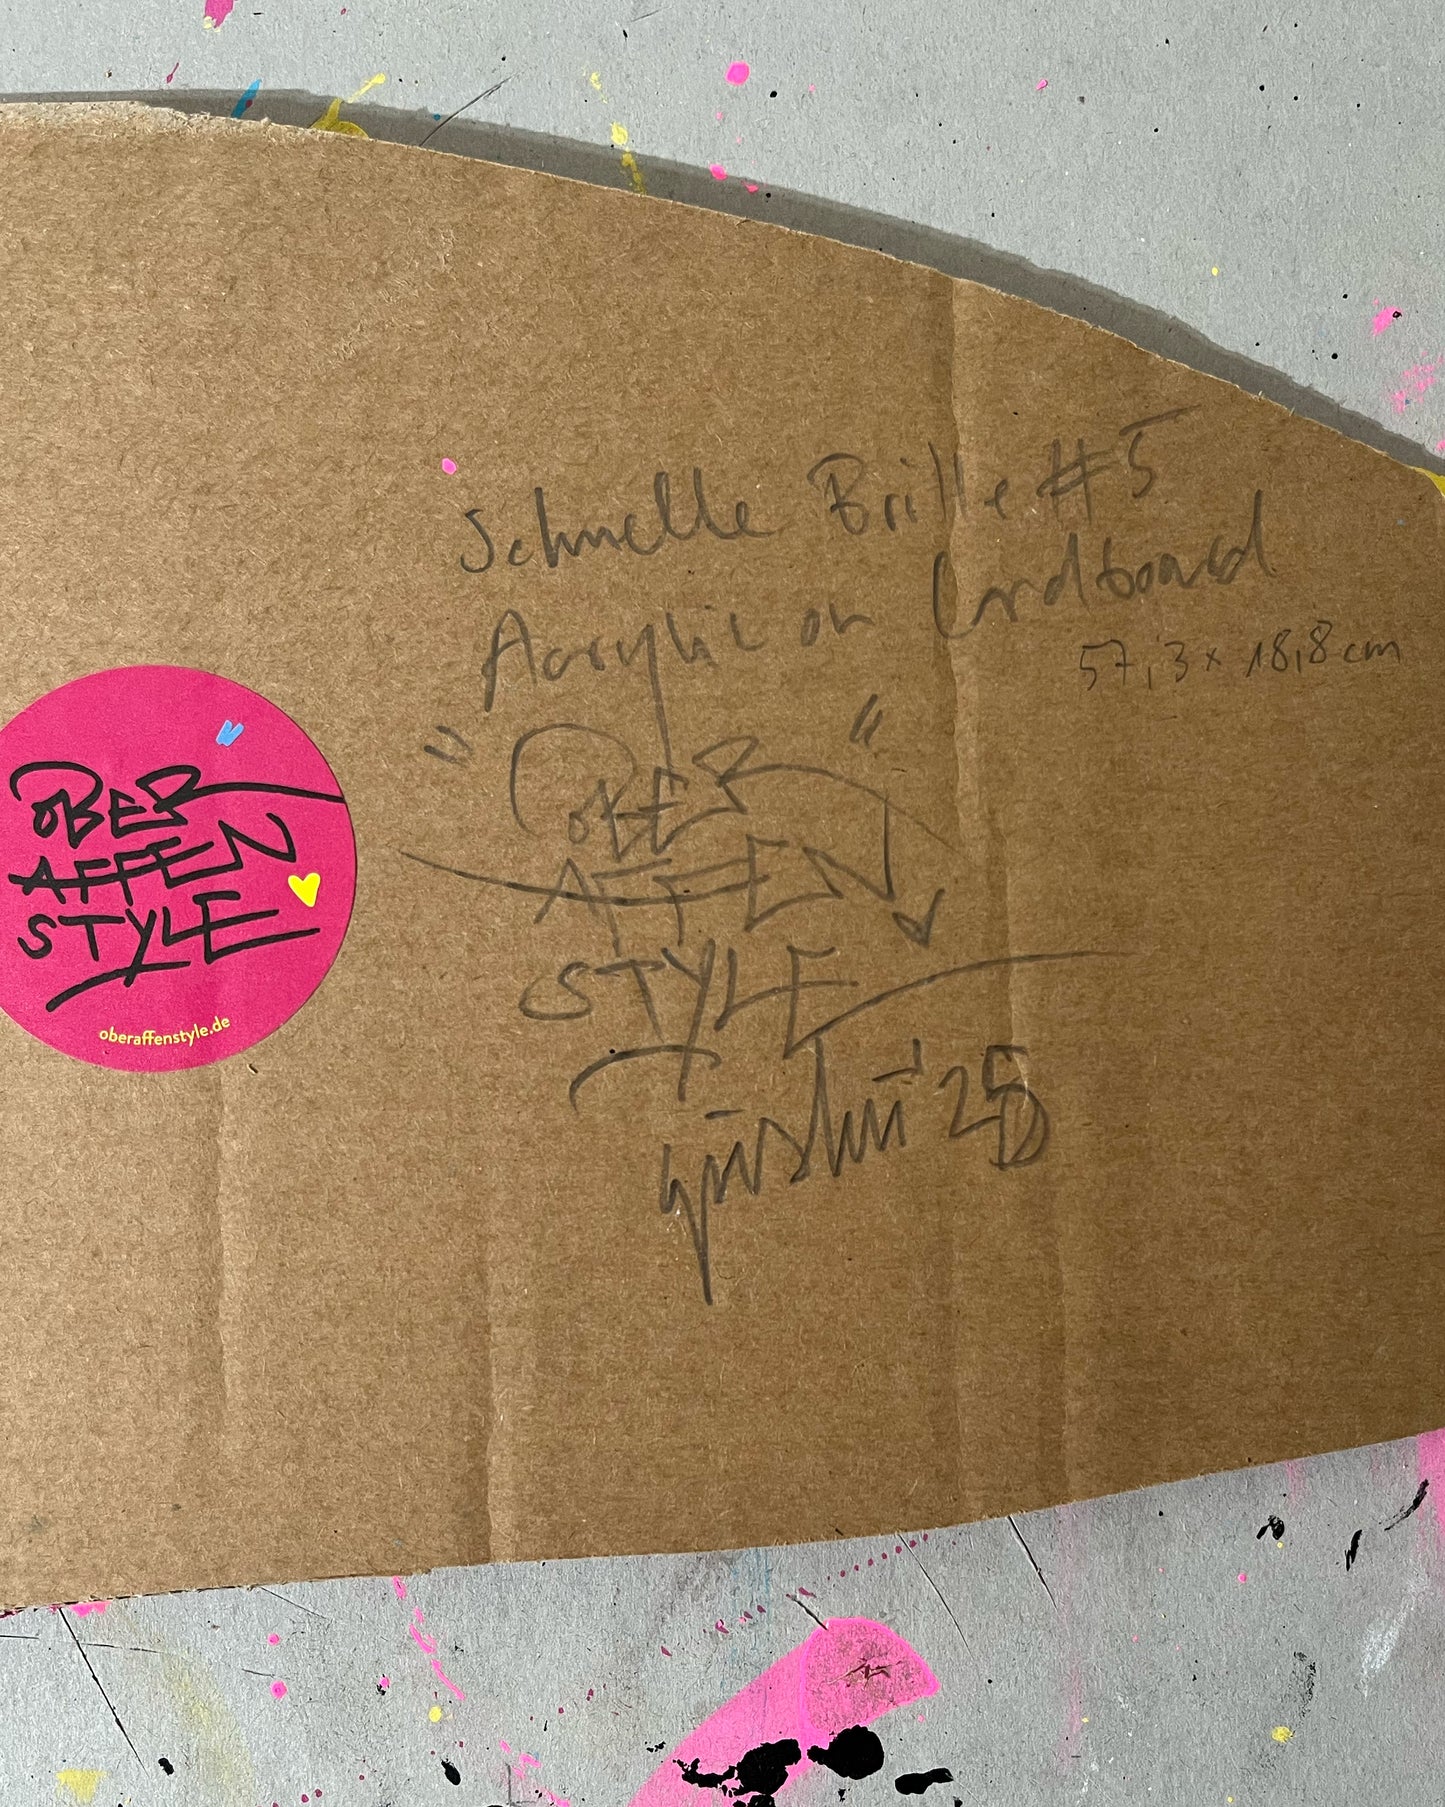 Schnelle Brille #5
Acrylic on Cardboard
57,3 x 18,8 cm
"OBER"
AFFEN
STYLE
'25
OBER
AFFEN
STYLE
oberaffenstyle.de